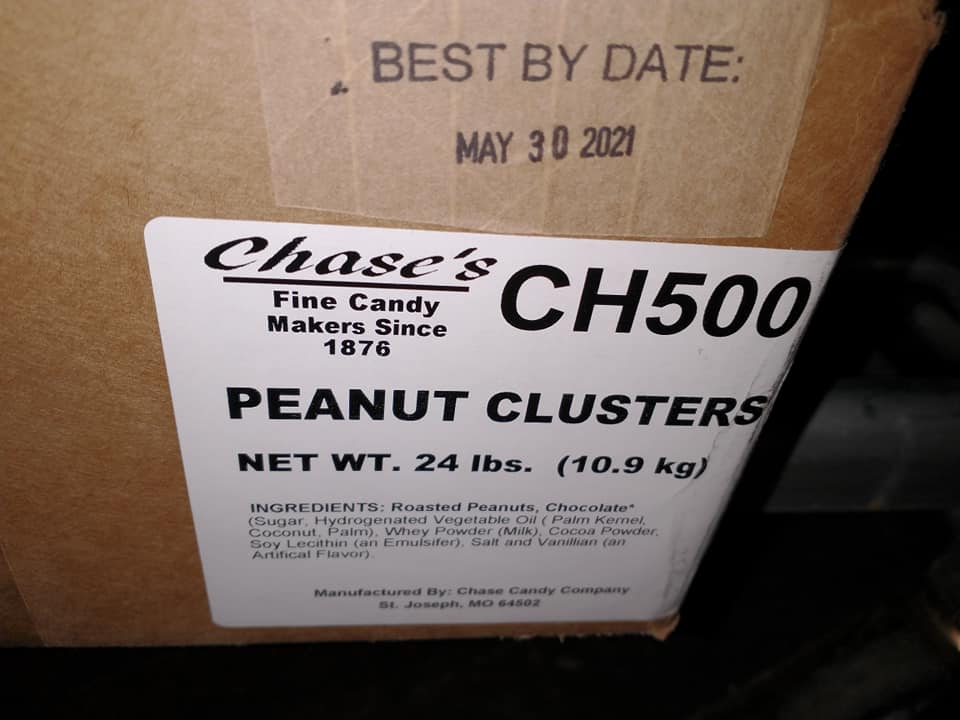 BEST BY DATE:
MAY 30 2021
Chase's
Fine Candy
Makers Since
1876
CH500
PEANUT CLUSTERS
NET WT. 24 lbs. (10.9 kg)
INGREDIENTS: Roasted Peanuts, Chocolate*
(Sugar, Hydrogenated Vegetable Oil ( Palm Kernel,
Coconut, Palm), Whey Powder (Milk), Cocoa Powder,
Soy Lecithin (an Emulsifer), Salt and Vanillian (an
Artifical Flavor).
Manufactured By: Chase Candy Company
St. Joseph, MO 64502